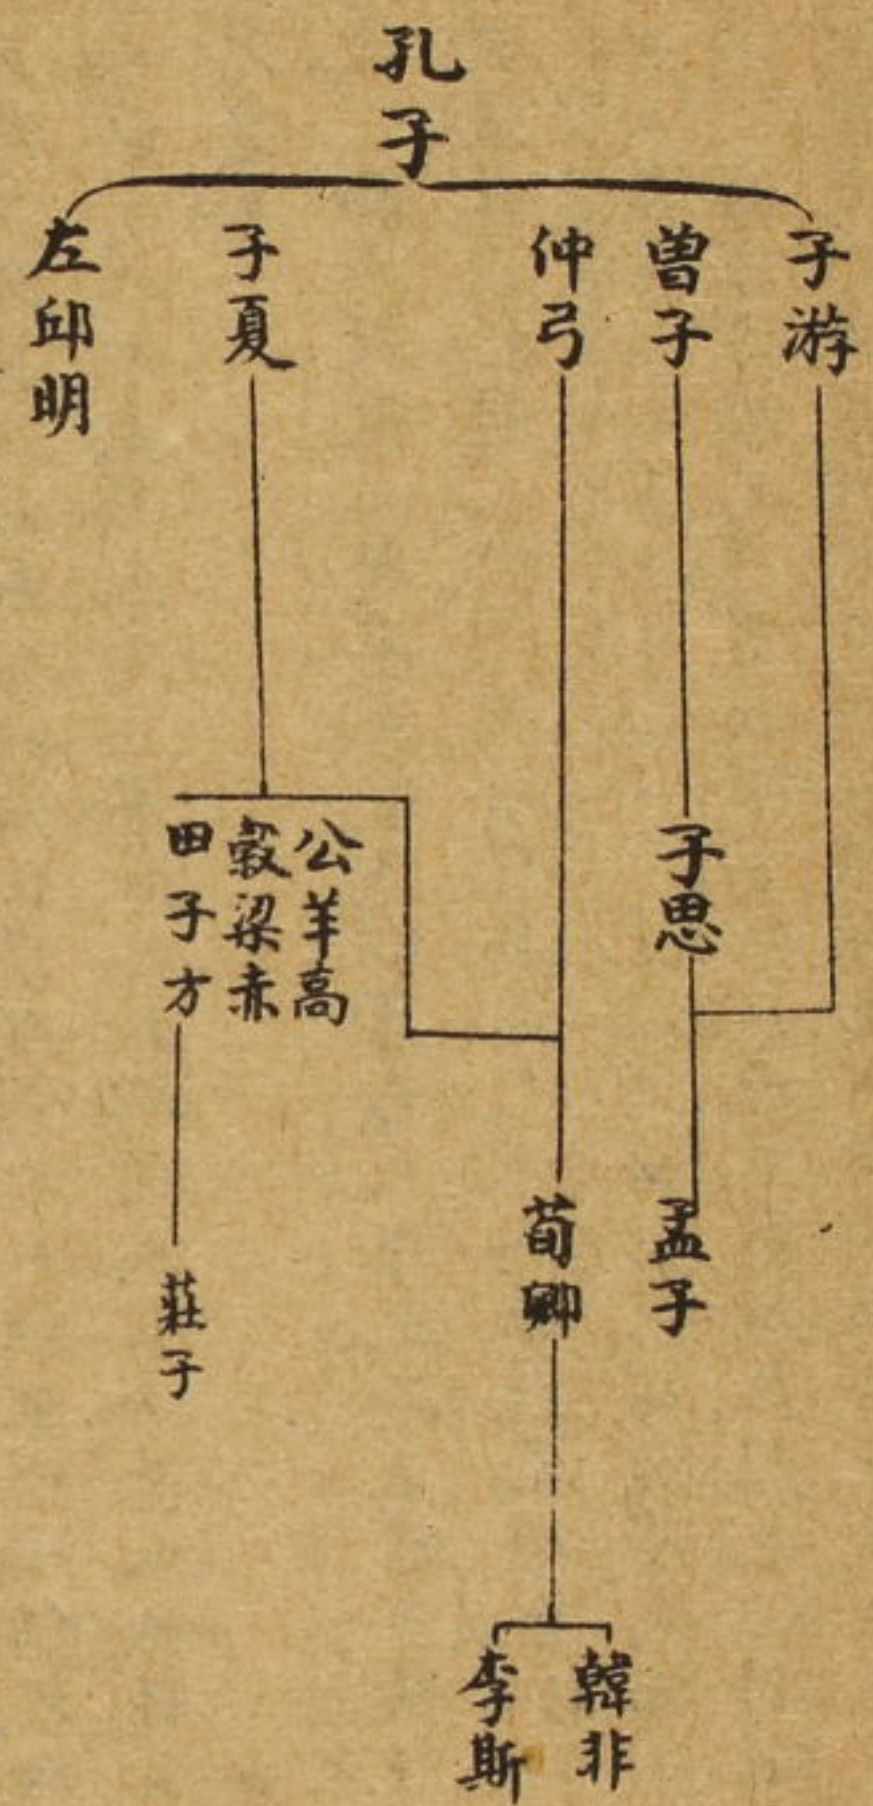 孔子
子游
曾子
仲弓
子夏
左邱明
子思
公羊高
穀梁赤
田子方
孟子
荀卿
莊子
韓非
李斯